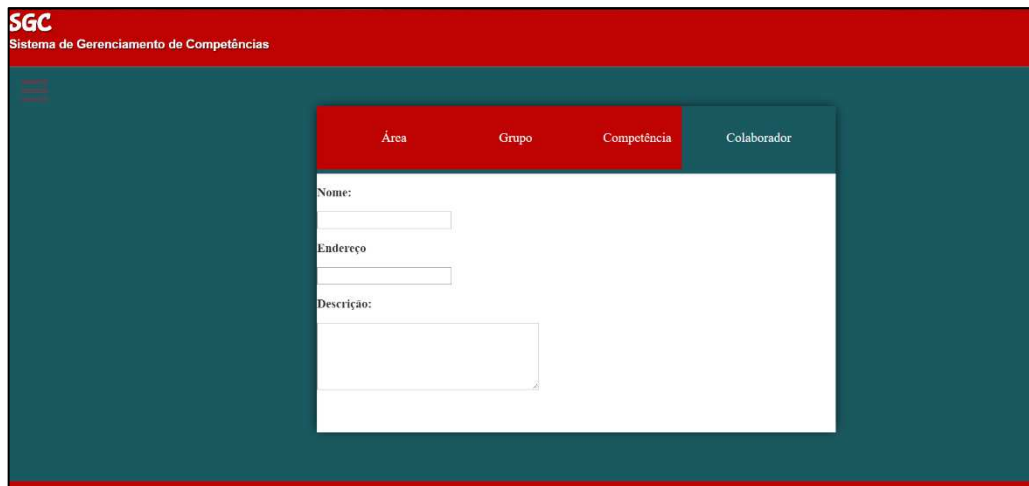 SGC
Sistema de Gerenciamento de Competências
Área Grupo Competência Colaborador
Nome:
Endereço
Descrição: